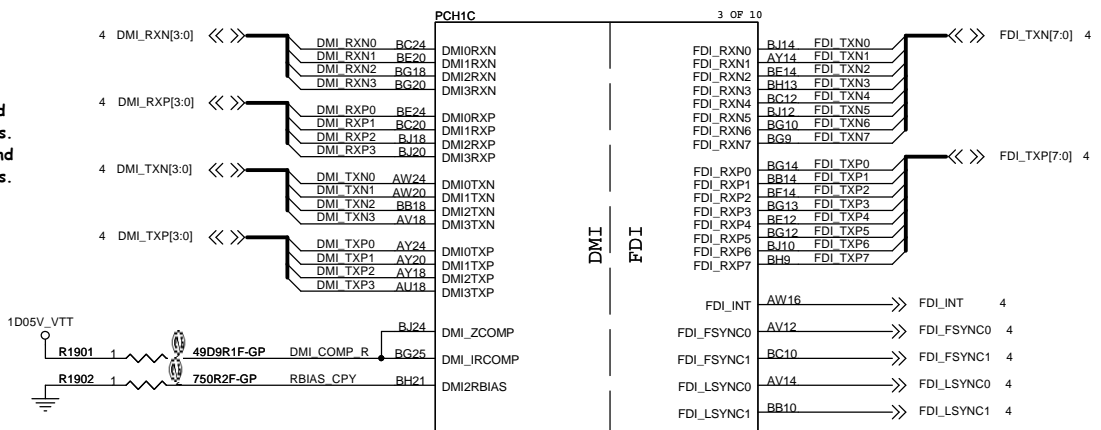 PCH1C
3 OF 10
4 DMI_RXN[3:0]
DMI_RXN0 BC24 DMI0RXN
DMI_RXN1 BE20 DMI1RXN
DMI_RXN2 BG18 DMI2RXN
DMI_RXN3 BG20 DMI3RXN
4 DMI_RXP[3:0]
DMI_RXP0 BE24 DMI0RXP
DMI_RXP1 BC20 DMI1RXP
DMI_RXP2 BJ18 DMI2RXP
DMI_RXP3 BJ20 DMI3RXP
4 DMI_TXN[3:0]
DMI_TXN0 AW24 DMI0TXN
DMI_TXN1 AW20 DMI1TXN
DMI_TXN2 BB18 DMI2TXN
DMI_TXN3 AV18 DMI3TXN
4 DMI_TXP[3:0]
DMI_TXP0 AY24 DMI0TXP
DMI_TXP1 AY20 DMI1TXP
DMI_TXP2 AY18 DMI2TXP
DMI_TXP3 AU18 DMI3TXP
1D05V_VTT
BJ24 DMI_ZCOMP
R1901 1 49D9R1F-GP DMI_COMP_R BG25 DMI_IRCOMP
R1902 1 750R2F-GP RBIAS_CPY BH21 DMI2RBIAS
DMI
FDI
FDI_RXN0 BJ14 FDI_TXN0
FDI_RXN1 AY14 FDI_TXN1
FDI_RXN2 BE14 FDI_TXN2
FDI_RXN3 BH13 FDI_TXN3
FDI_RXN4 BC12 FDI_TXN4
FDI_RXN5 BJ12 FDI_TXN5
FDI_RXN6 BG10 FDI_TXN6
FDI_RXN7 BG9 FDI_TXN7
FDI_TXN[7:0] 4
FDI_RXP0 BG14 FDI_TXP0
FDI_RXP1 BB14 FDI_TXP1
FDI_RXP2 BF14 FDI_TXP2
FDI_RXP3 BG13 FDI_TXP3
FDI_RXP4 BE12 FDI_TXP4
FDI_RXP5 BG12 FDI_TXP5
FDI_RXP6 BJ10 FDI_TXP6
FDI_RXP7 BH9 FDI_TXP7
FDI_TXP[7:0] 4
FDI_INT AW16 FDI_INT 4
FDI_FSYNC0 AV12 FDI_FSYNC0 4
FDI_FSYNC1 BC10 FDI_FSYNC1 4
FDI_LSYNC0 AV14 FDI_LSYNC0 4
FDI_LSYNC1 BB10 FDI_LSYNC1 4